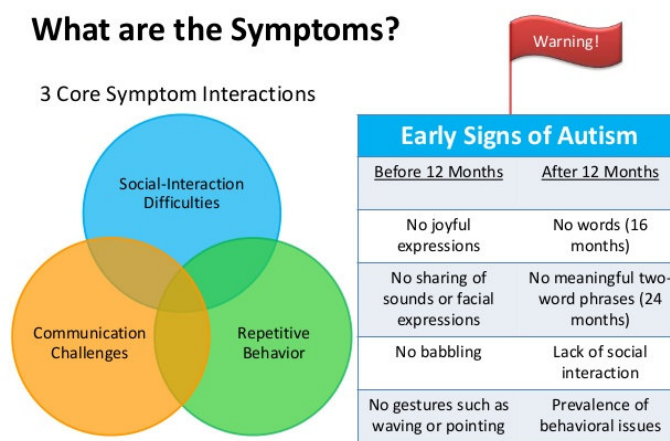 What are the Symptoms?
Warning!
3 Core Symptom Interactions
Social-Interaction
Difficulties
Communication
Challenges
Repetitive
Behavior
Early Signs of Autism
Before 12 Months
After 12 Months
No joyful
expressions
No words (16
months)
No sharing of
sounds or facial
expressions
No meaningful two-
word phrases (24
months)
No babbling
Lack of social
interaction
No gestures such as
waving or pointing
Prevalence of
behavioral issues